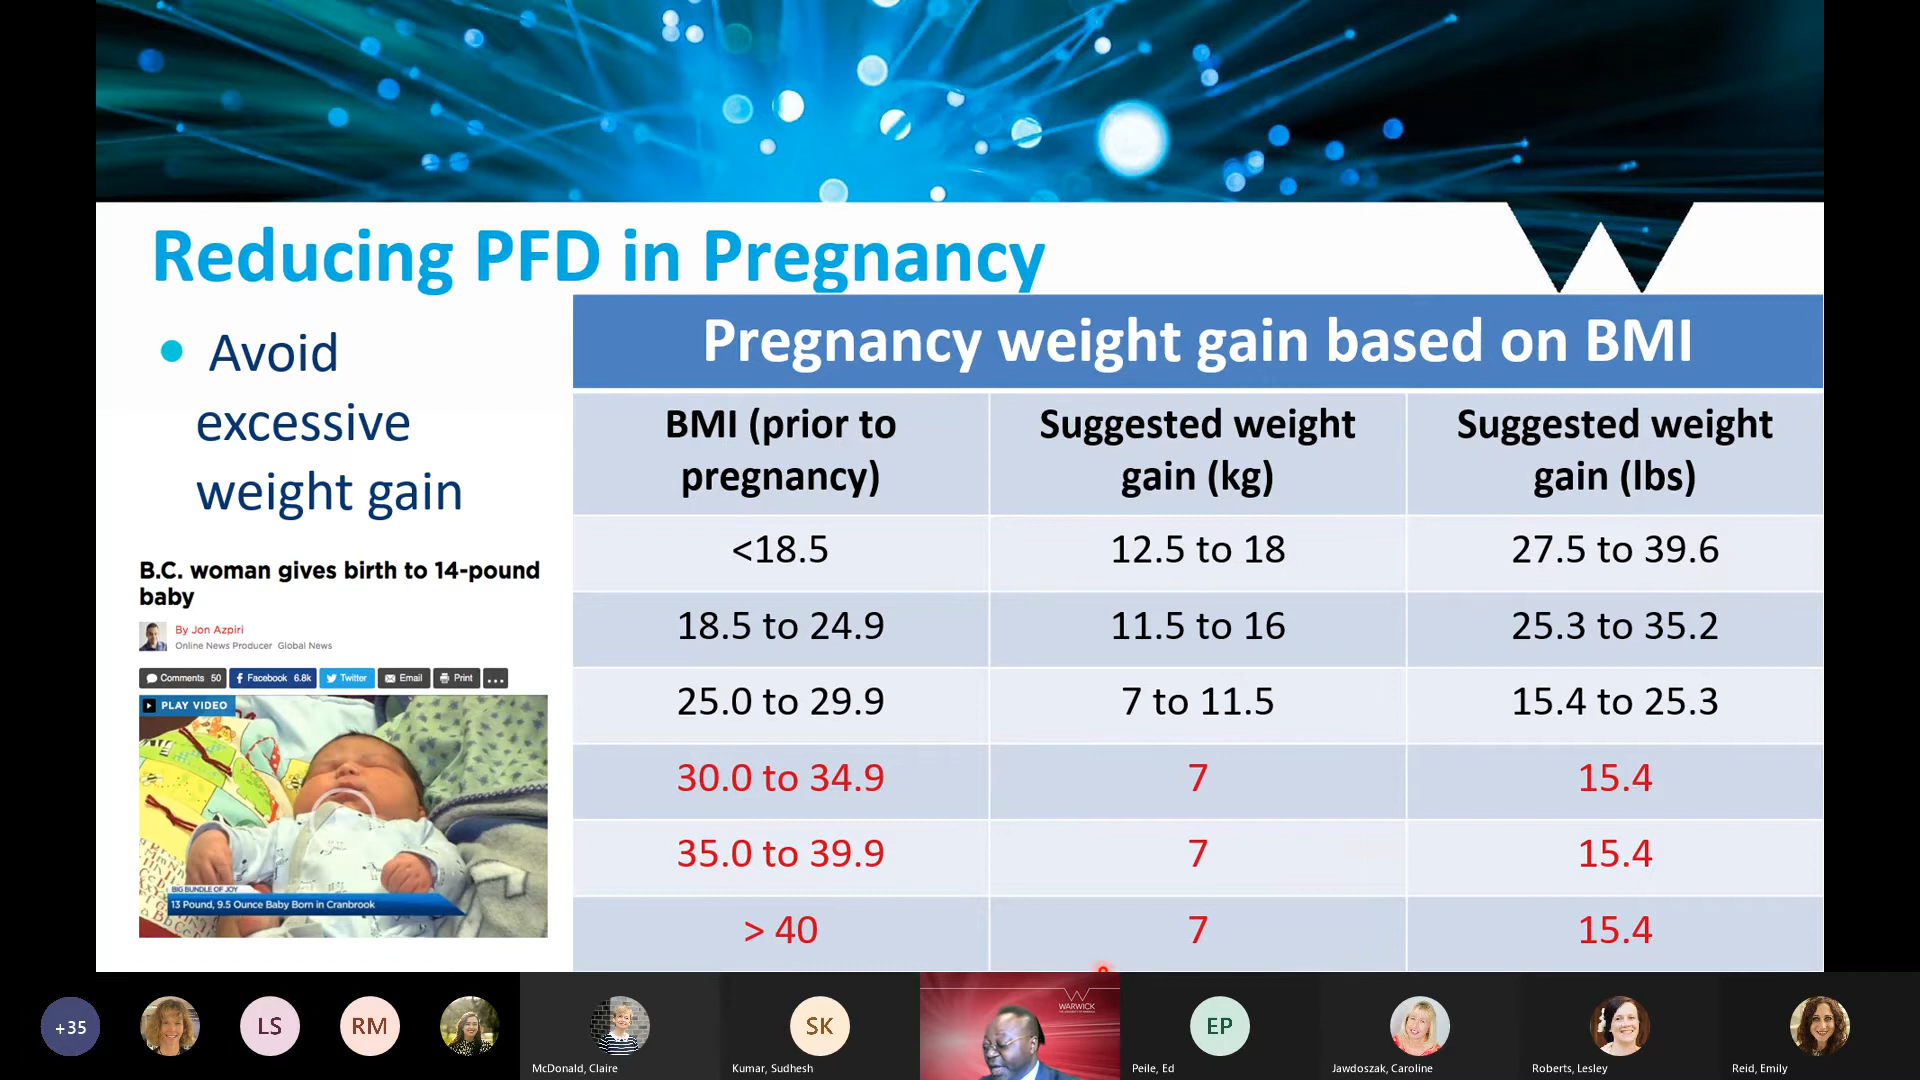 Reducing PFD in Pregnancy
• Avoid
excessive
weight gain
B.C. woman gives birth to 14-pound
baby
By Jon Azpiri
Online News Producer Global News
Comments 50
Facebook 6.8k
Twitter
Email
Print
...
PLAY VIDEO
BIG BUNDLE OF JOY
13 Pound, 9.5 Ounce Baby Born in Cranbrook
Pregnancy weight gain based on BMI
BMI (prior to pregnancy) Suggested weight gain (kg) Suggested weight gain (lbs)
<18.5 12.5 to 18 27.5 to 39.6
18.5 to 24.9 11.5 to 16 25.3 to 35.2
25.0 to 29.9 7 to 11.5 15.4 to 25.3
30.0 to 34.9 7 15.4
35.0 to 39.9 7 15.4
> 40 7 15.4
+35
LS
RM
McDonald, Claire
SK
Kumar, Sudhesh
WARWICK
EP
Peile, Ed
Jawdoszak, Caroline
Roberts, Lesley
Reid, Emily